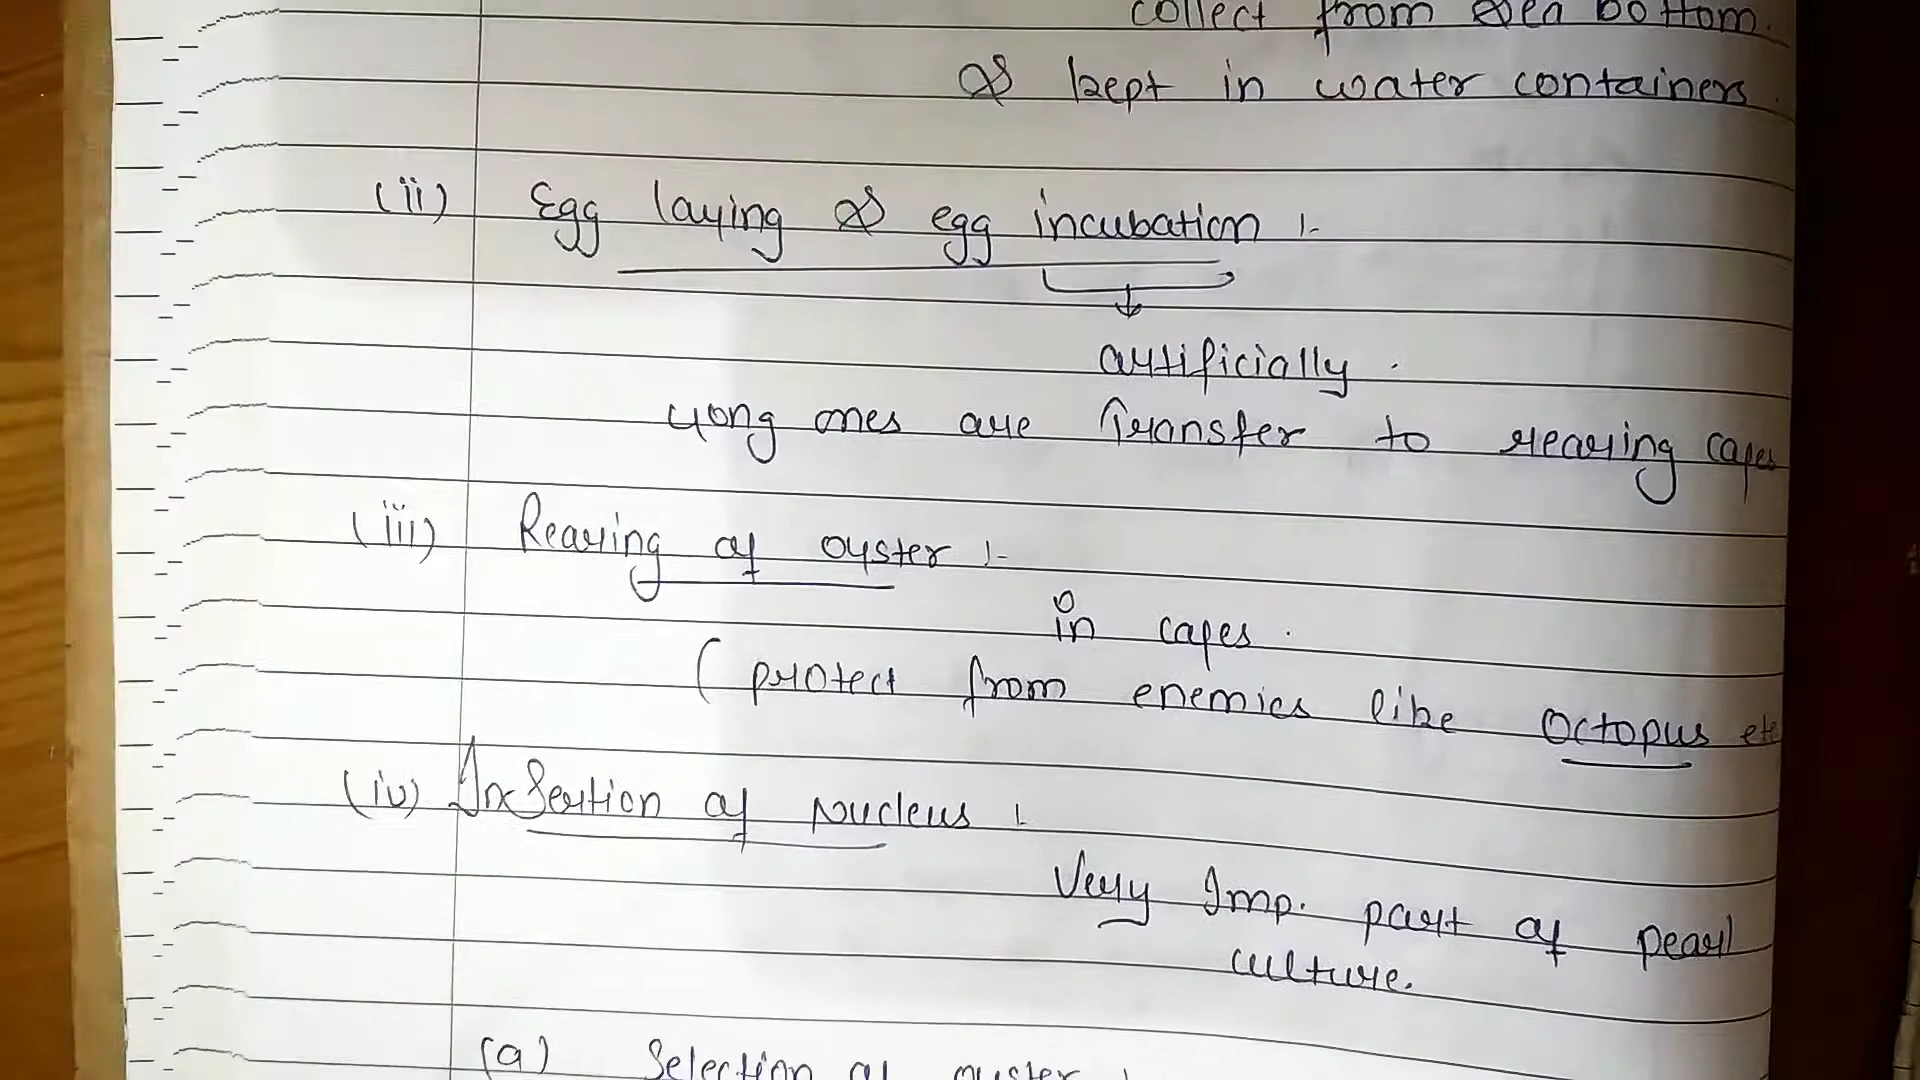 collect from sea bottom.
& kept in water containers.
(ii) Egg laying & egg incubation :-
artificially.
yong ones are Transfer to rearing capes
(iii) Rearing of oyster :-
in capes.
(protect from enemies like Octopus etc
(iv) Insertion of Nucleus :
Very Imp. part of pearl
culture.
(a) Selection of oyster :